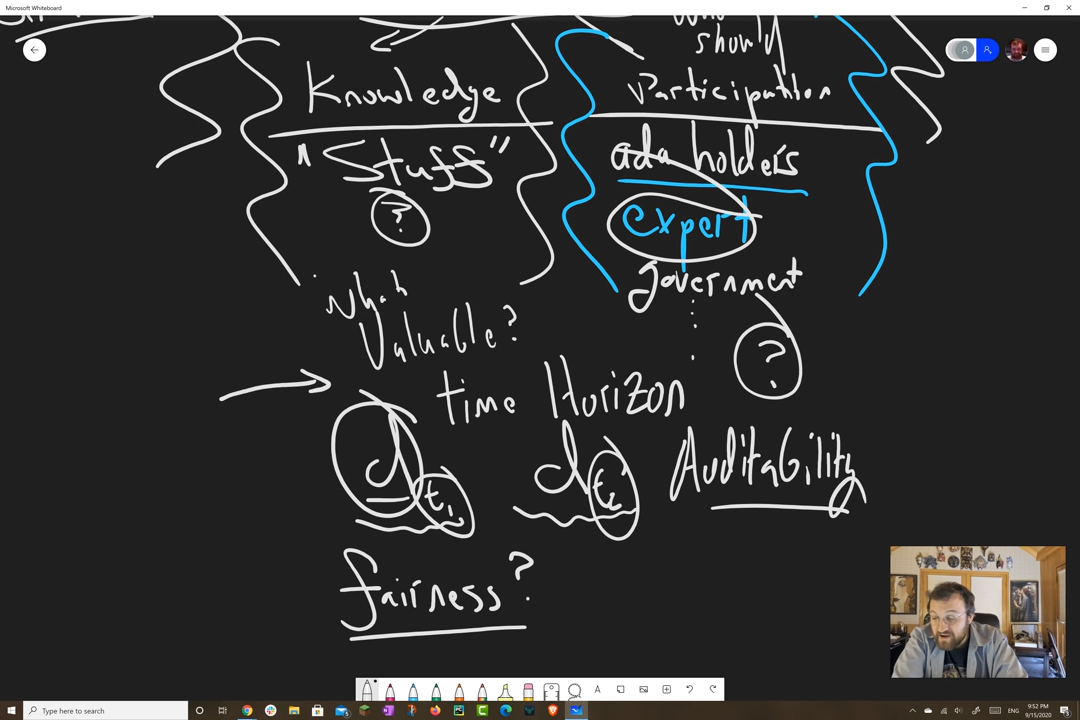 Microsoft Whiteboard
should
Knowledge
Participation
"Stuff"
ada holders
?
expert
government
What
Valuable?
?
time Horizon
d t₁
d t₂
Auditability
fairness?
Type here to search
ENG
9:52 PM
9/15/2020